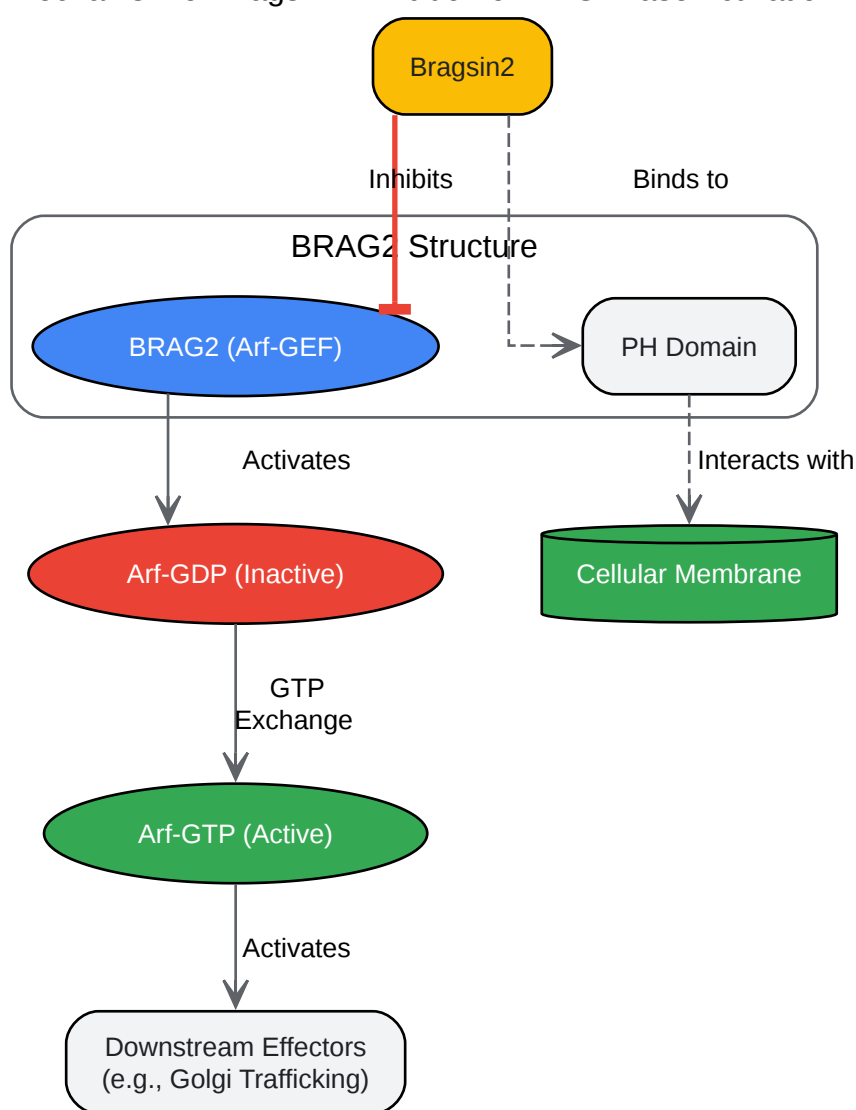 Bragsin2
Inhibits
Binds to
BRAG2 Structure
BRAG2 (Arf-GEF)
PH Domain
Activates
Interacts with
Arf-GDP (Inactive)
Cellular Membrane
GTP
Exchange
Arf-GTP (Active)
Activates
Downstream Effectors
(e.g., Golgi Trafficking)